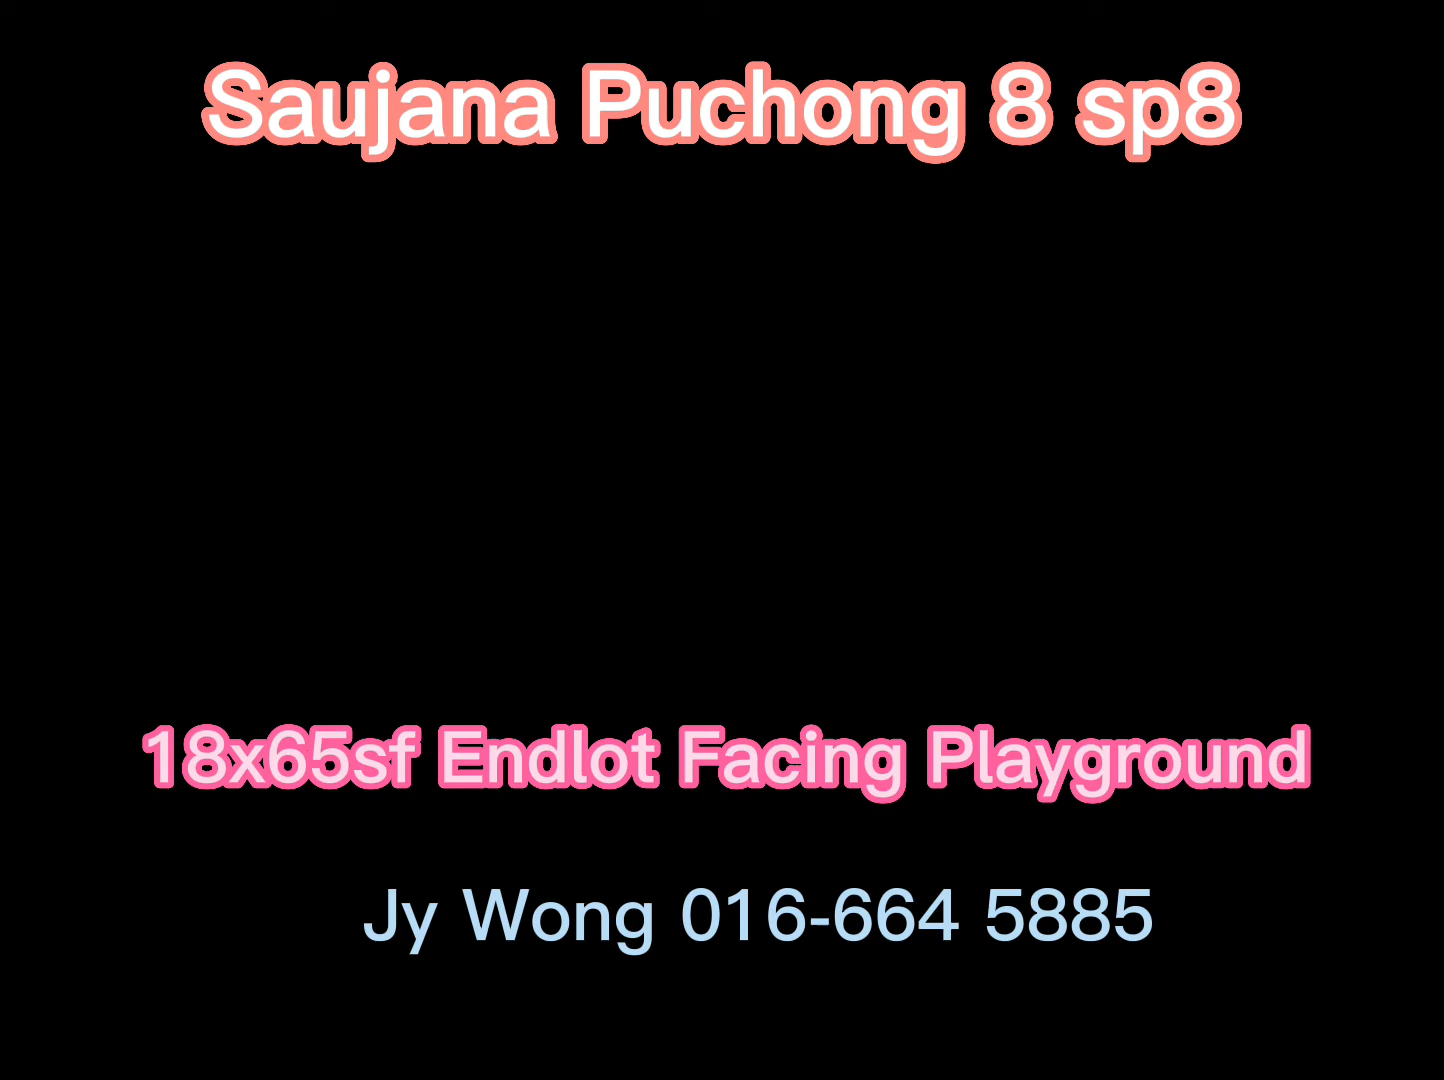 Saujana Puchong 8 sp8
18x65sf Endlot Facing Playground
Jy Wong 016-664 5885